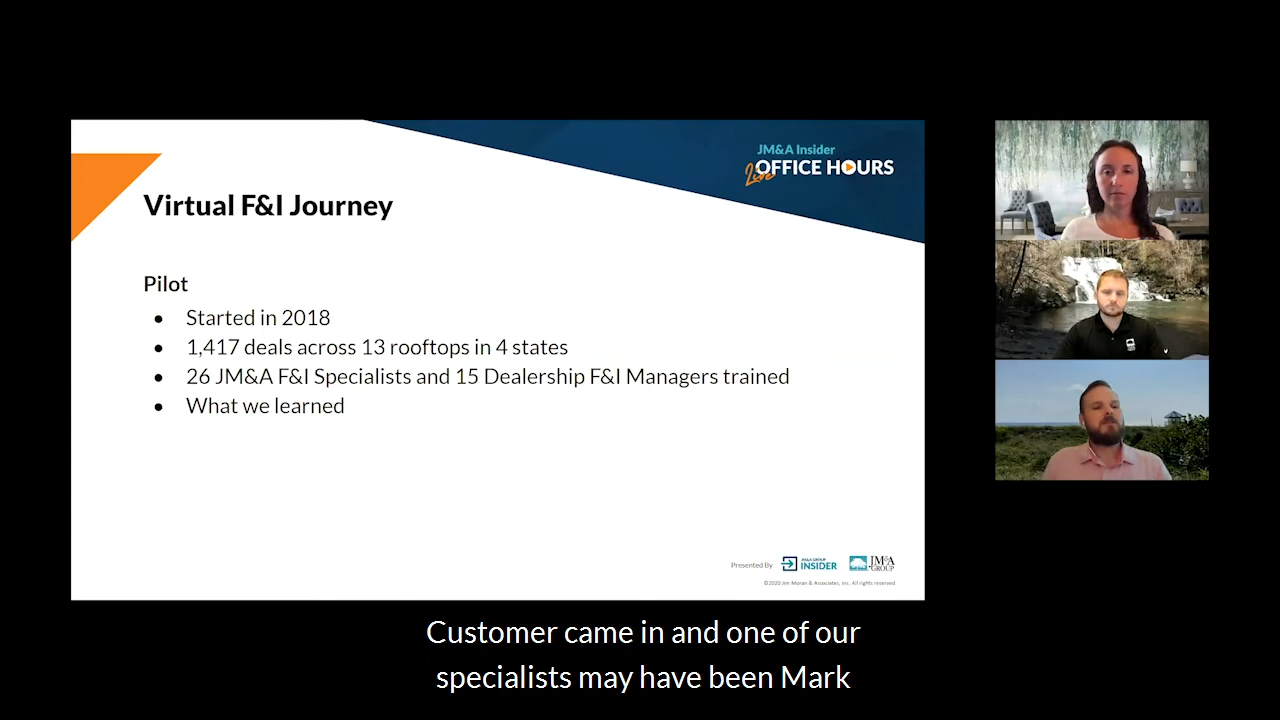 JM&A Insider
Live OFFICE HOURS
Virtual F&I Journey
Pilot
• Started in 2018
• 1,417 deals across 13 rooftops in 4 states
• 26 JM&A F&I Specialists and 15 Dealership F&I Managers trained
• What we learned
Presented By
JM&A GROUP
INSIDER
JM&A
GROUP
©2020 Jim Moran & Associates, Inc. All rights reserved
Customer came in and one of our
specialists may have been Mark